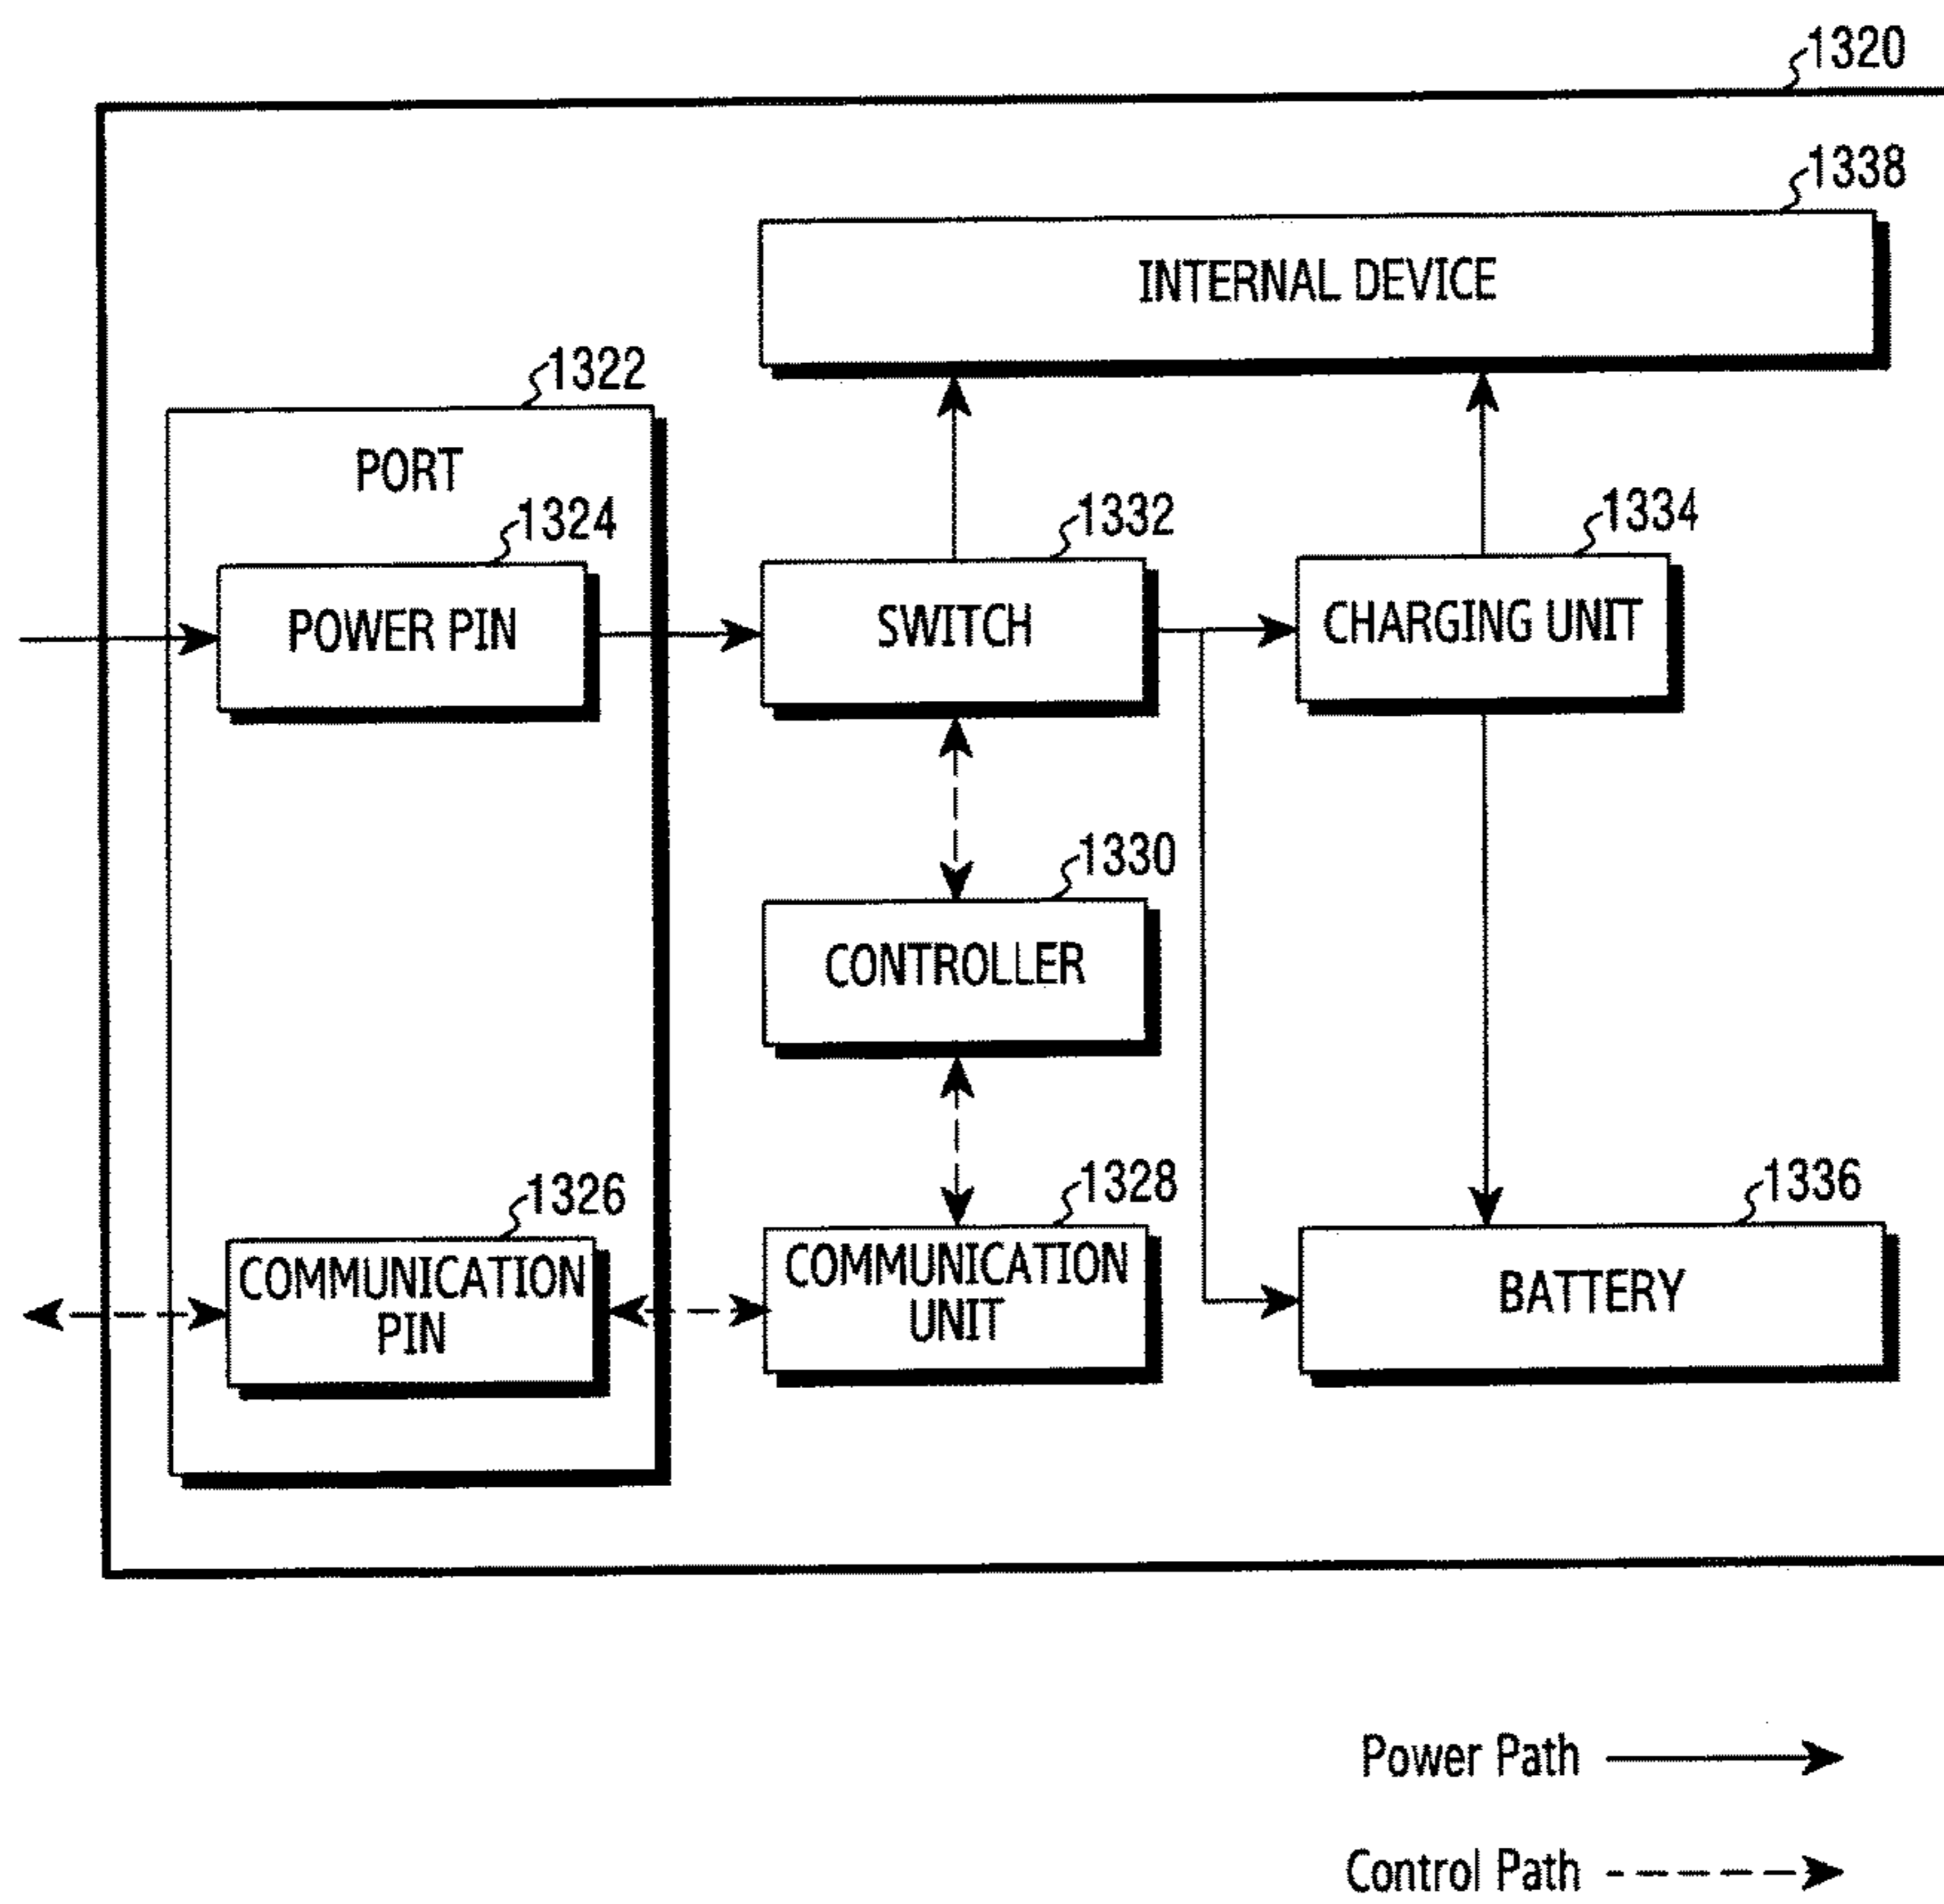 1320
1338
INTERNAL DEVICE
1322
PORT
1324
1332
1334
POWER PIN
SWITCH
CHARGING UNIT
1330
CONTROLLER
1326
1328
1336
COMMUNICATION
PIN
COMMUNICATION
UNIT
BATTERY
Power Path
Control Path